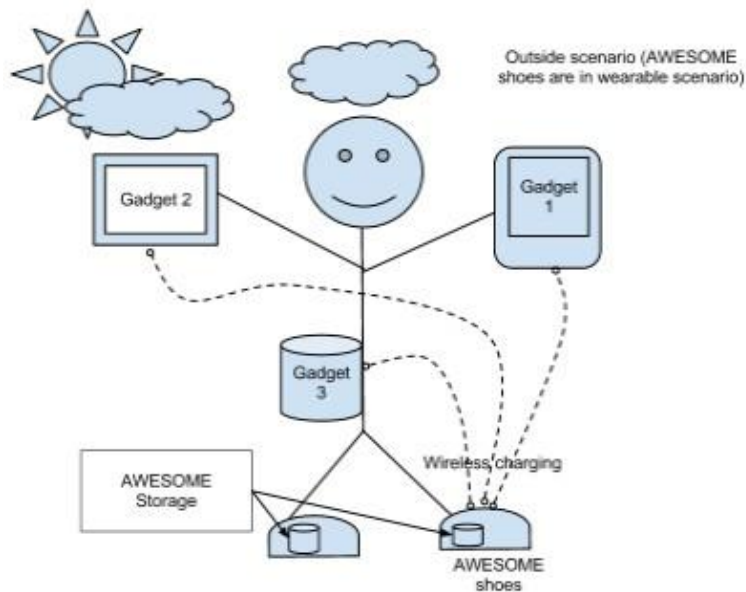 Outside scenario (AWESOME
shoes are in wearable scenario)
Gadget 2
Gadget
1
Gadget
3
Wireless charging
AWESOME
Storage
AWESOME
shoes